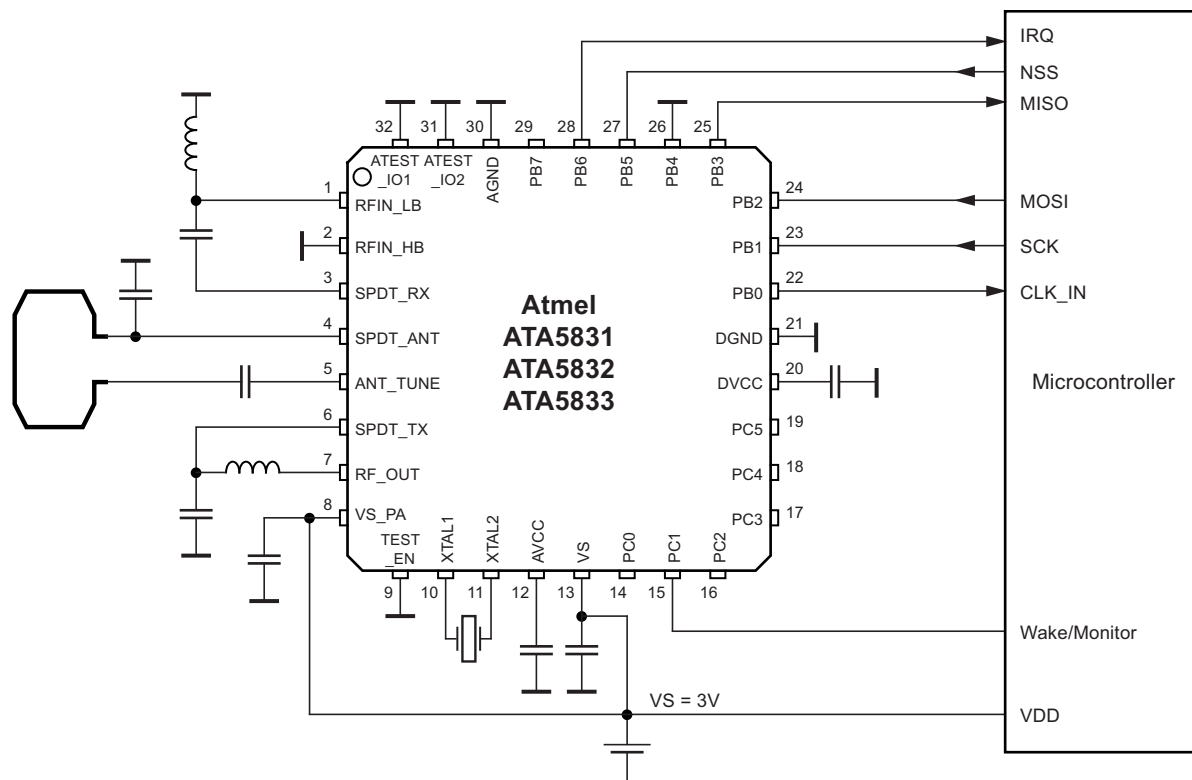 IRQ
NSS
MISO
32 31 30 29 28 27 26 25
ATEST _IO1
ATEST _IO2
AGND
PB7
PB6
PB5
PB4
PB3
1 RFIN_LB
2 RFIN_HB
3 SPDT_RX
4 SPDT_ANT
5 ANT_TUNE
6 SPDT_TX
7 RF_OUT
8 VS_PA
Atmel
ATA5831
ATA5832
ATA5833
PB2 24 MOSI
PB1 23 SCK
PB0 22 CLK_IN
DGND 21
DVCC 20
PC5 19
PC4 18
PC3 17
Microcontroller
TEST _EN
XTAL1
XTAL2
AVCC
VS
PC0
PC1
PC2
9 10 11 12 13 14 15 16
Wake/Monitor
VS = 3V
VDD